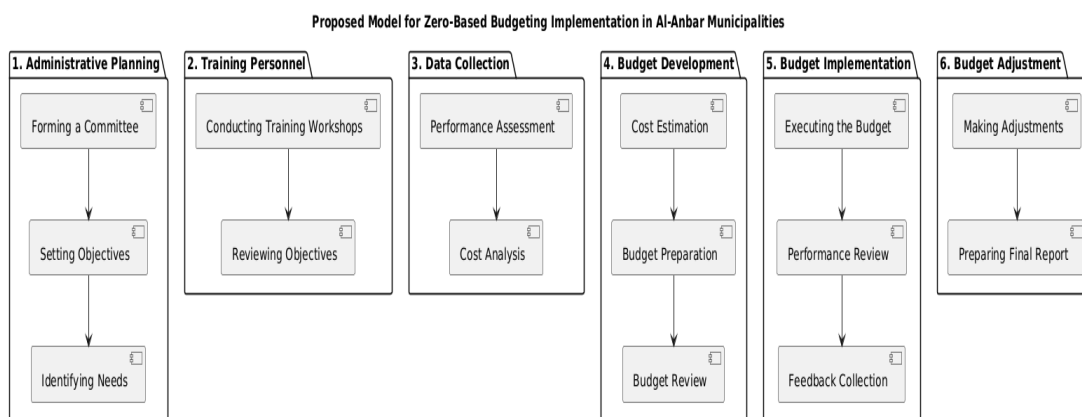 Proposed Model for Zero-Based Budgeting Implementation in Al-Anbar Municipalities
1. Administrative Planning
Forming a Committee
Setting Objectives
Identifying Needs
2. Training Personnel
Conducting Training Workshops
Reviewing Objectives
3. Data Collection
Performance Assessment
Cost Analysis
4. Budget Development
Cost Estimation
Budget Preparation
Budget Review
5. Budget Implementation
Executing the Budget
Performance Review
Feedback Collection
6. Budget Adjustment
Making Adjustments
Preparing Final Report